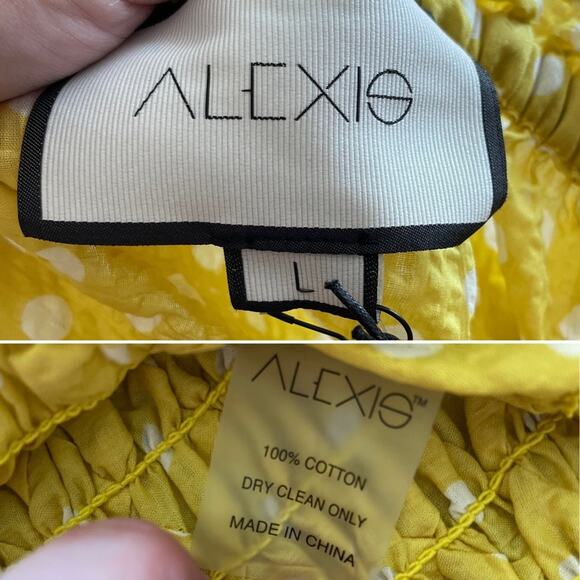 ALEXIS
L
ALEXIS™
100% COTTON
DRY CLEAN ONLY
MADE IN CHINA